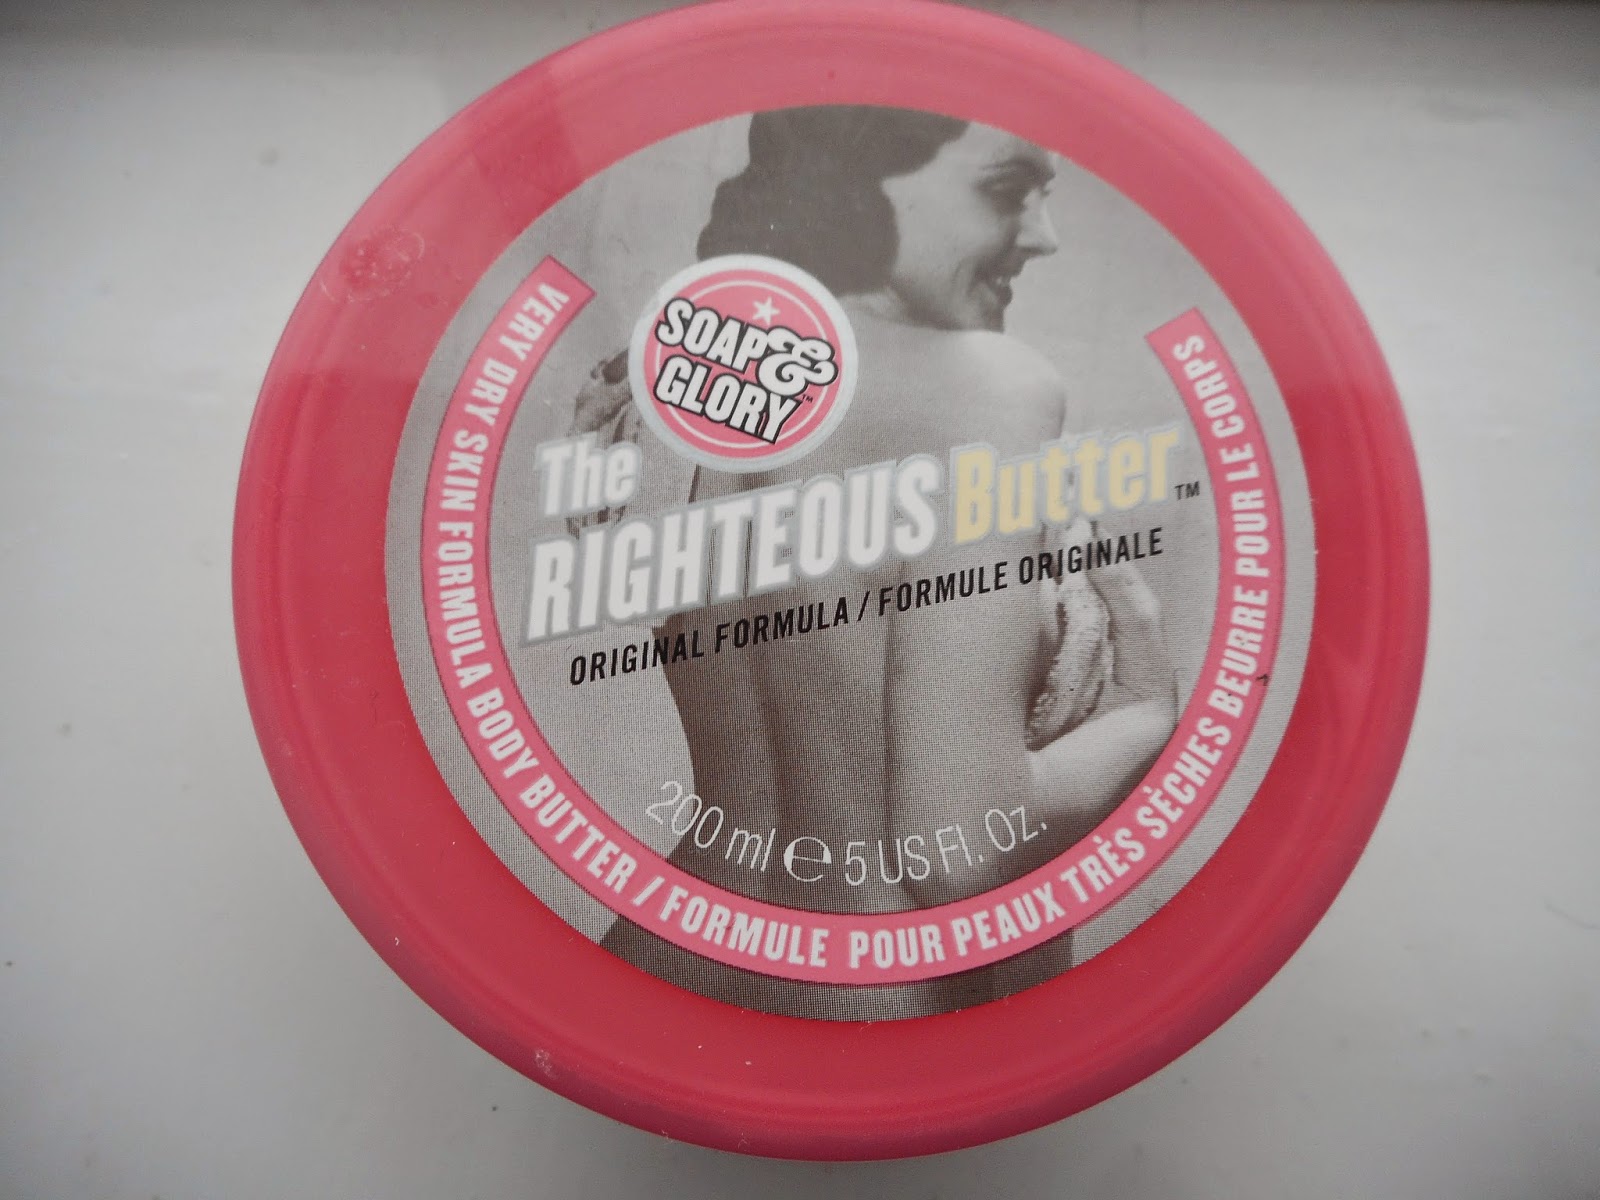 SOAP&
GLORY™
The
RIGHTEOUS Butter™
ORIGINAL FORMULA / FORMULE ORIGINALE
200 ml ℮ 5 US Fl. Oz.
VERY DRY SKIN FORMULA BODY BUTTER / FORMULE POUR PEAUX TRÈS SÈCHES BEURRE POUR LE CORPS